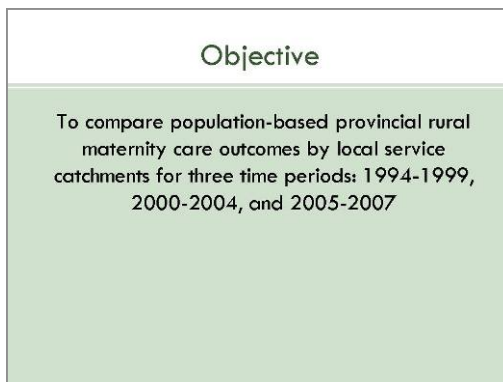 Objective
To compare population-based provincial rural
maternity care outcomes by local service
catchments for three time periods: 1994-1999,
2000-2004, and 2005-2007